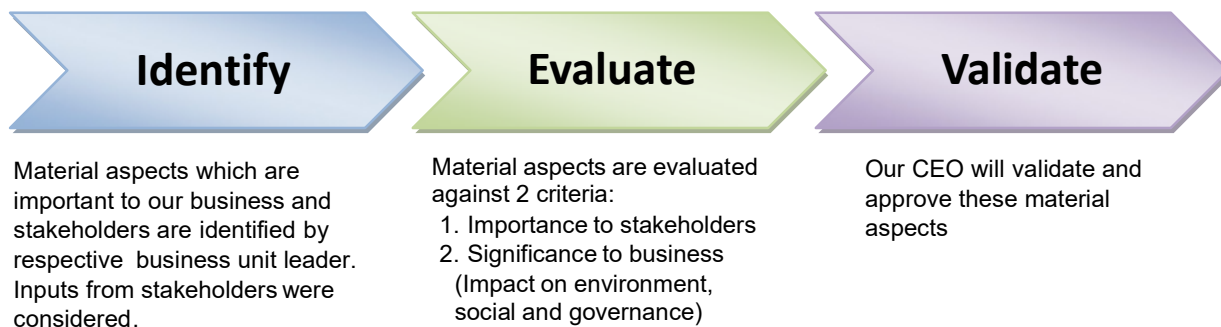 Identify
Evaluate
Validate
Material aspects which are
important to our business and
stakeholders are identified by
respective business unit leader.
Inputs from stakeholders were
considered.
Material aspects are evaluated
against 2 criteria:
1. Importance to stakeholders
2. Significance to business
(Impact on environment,
social and governance)
Our CEO will validate and
approve these material
aspects